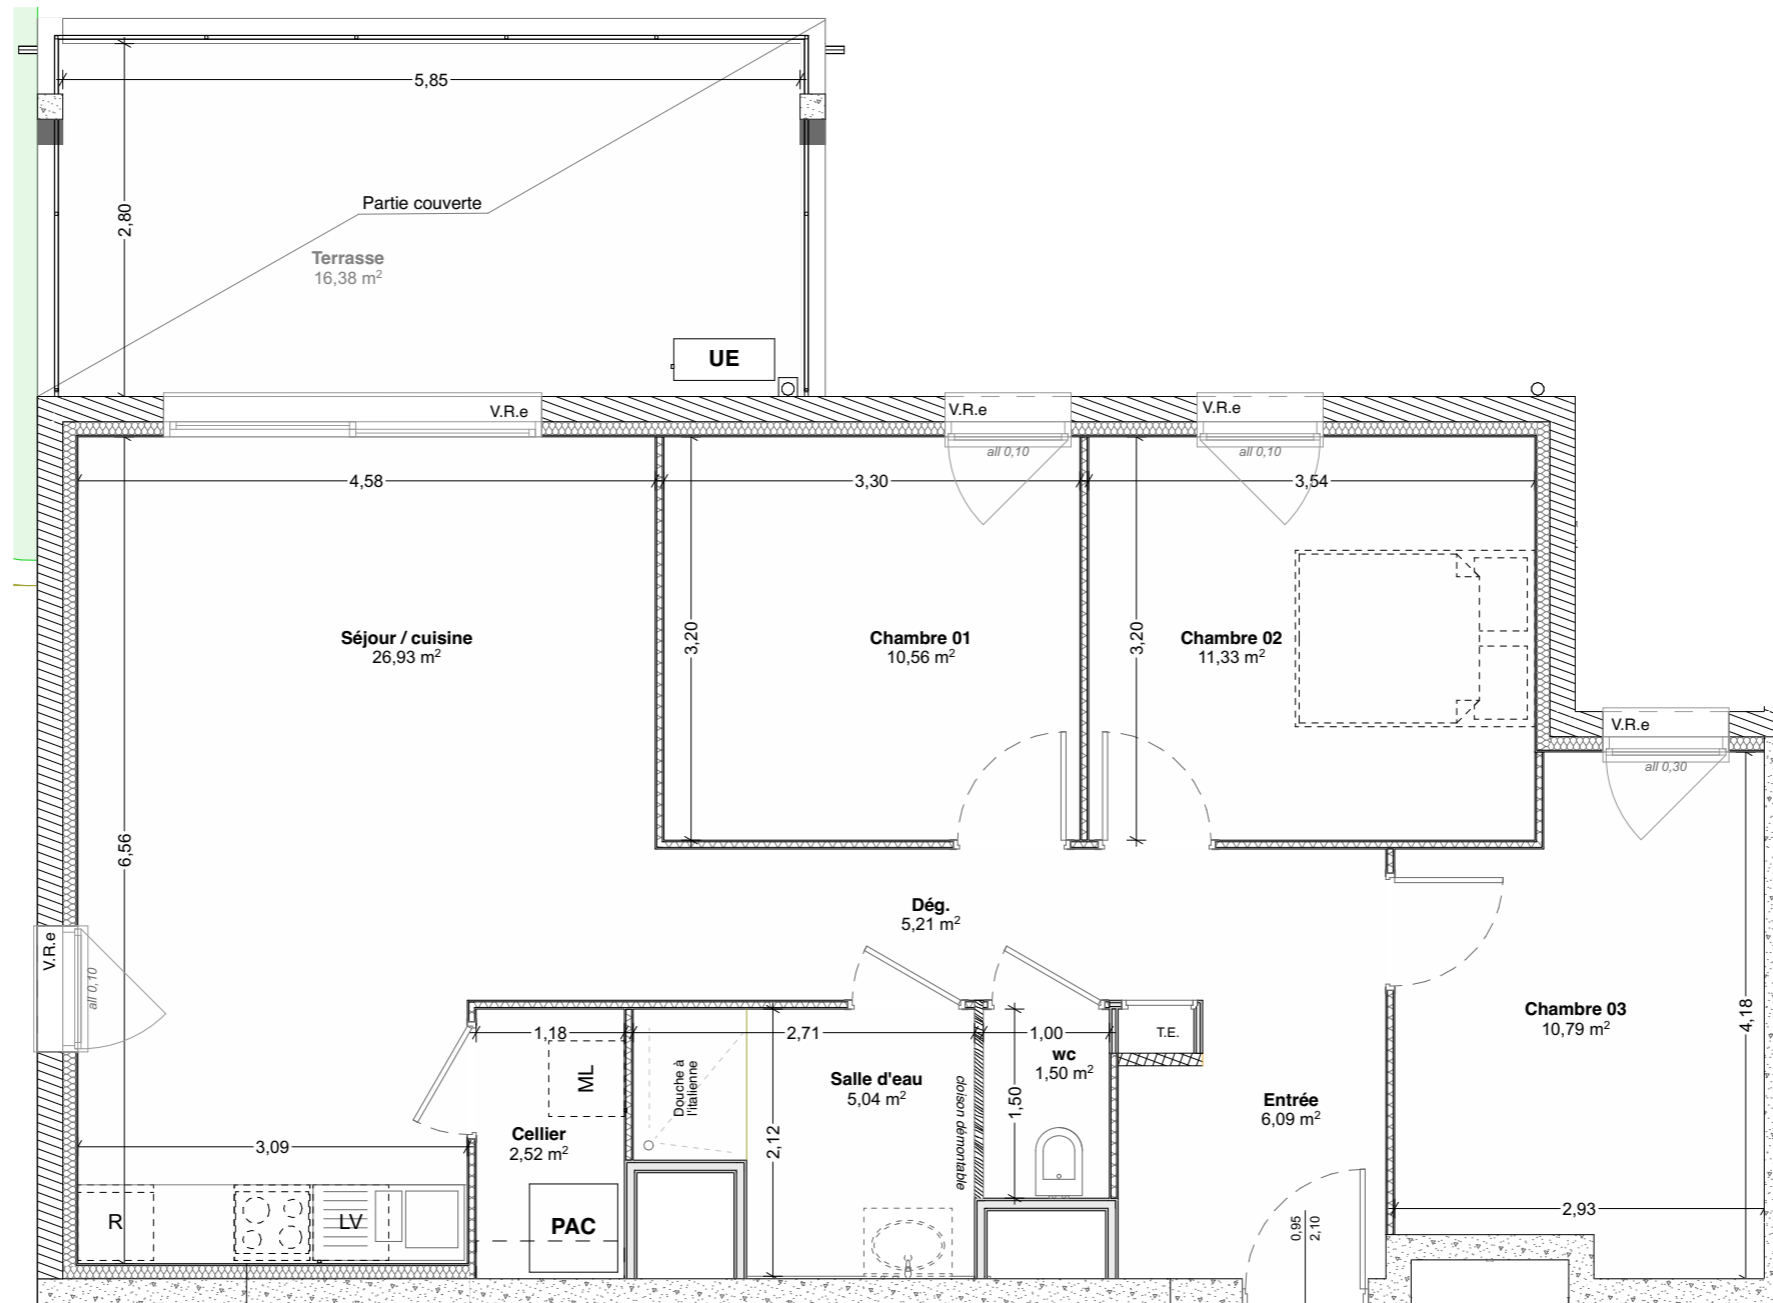 5,85
2,80
Partie couverte
Terrasse
16,38 m²
UE
V.R.e
V.R.e
V.R.e
all 0,10
all 0,10
4,58
3,30
3,54
Séjour / cuisine
26,93 m²
3,20
Chambre 01
10,56 m²
3,20
Chambre 02
11,33 m²
V.R.e
all 0,30
6,56
Dég.
5,21 m²
V.R.e
all 0,10
Chambre 03
10,79 m²
4,18
1,18
2,71
1,00
T.E.
wc
1,50 m²
ML
Douche à
l'italienne
Salle d'eau
5,04 m²
cloison démontable
1,50
Entrée
6,09 m²
Cellier
2,52 m²
2,12
3,09
2,93
R
LV
PAC
0,95
2,10